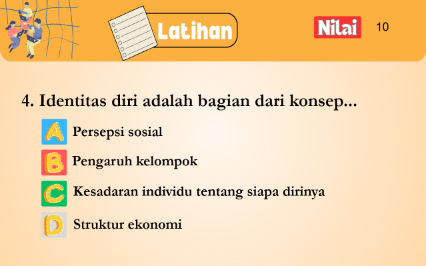 Latihan
Nilai 10
4. Identitas diri adalah bagian dari konsep...
A Persepsi sosial
B Pengaruh kelompok
C Kesadaran individu tentang siapa dirinya
D Struktur ekonomi